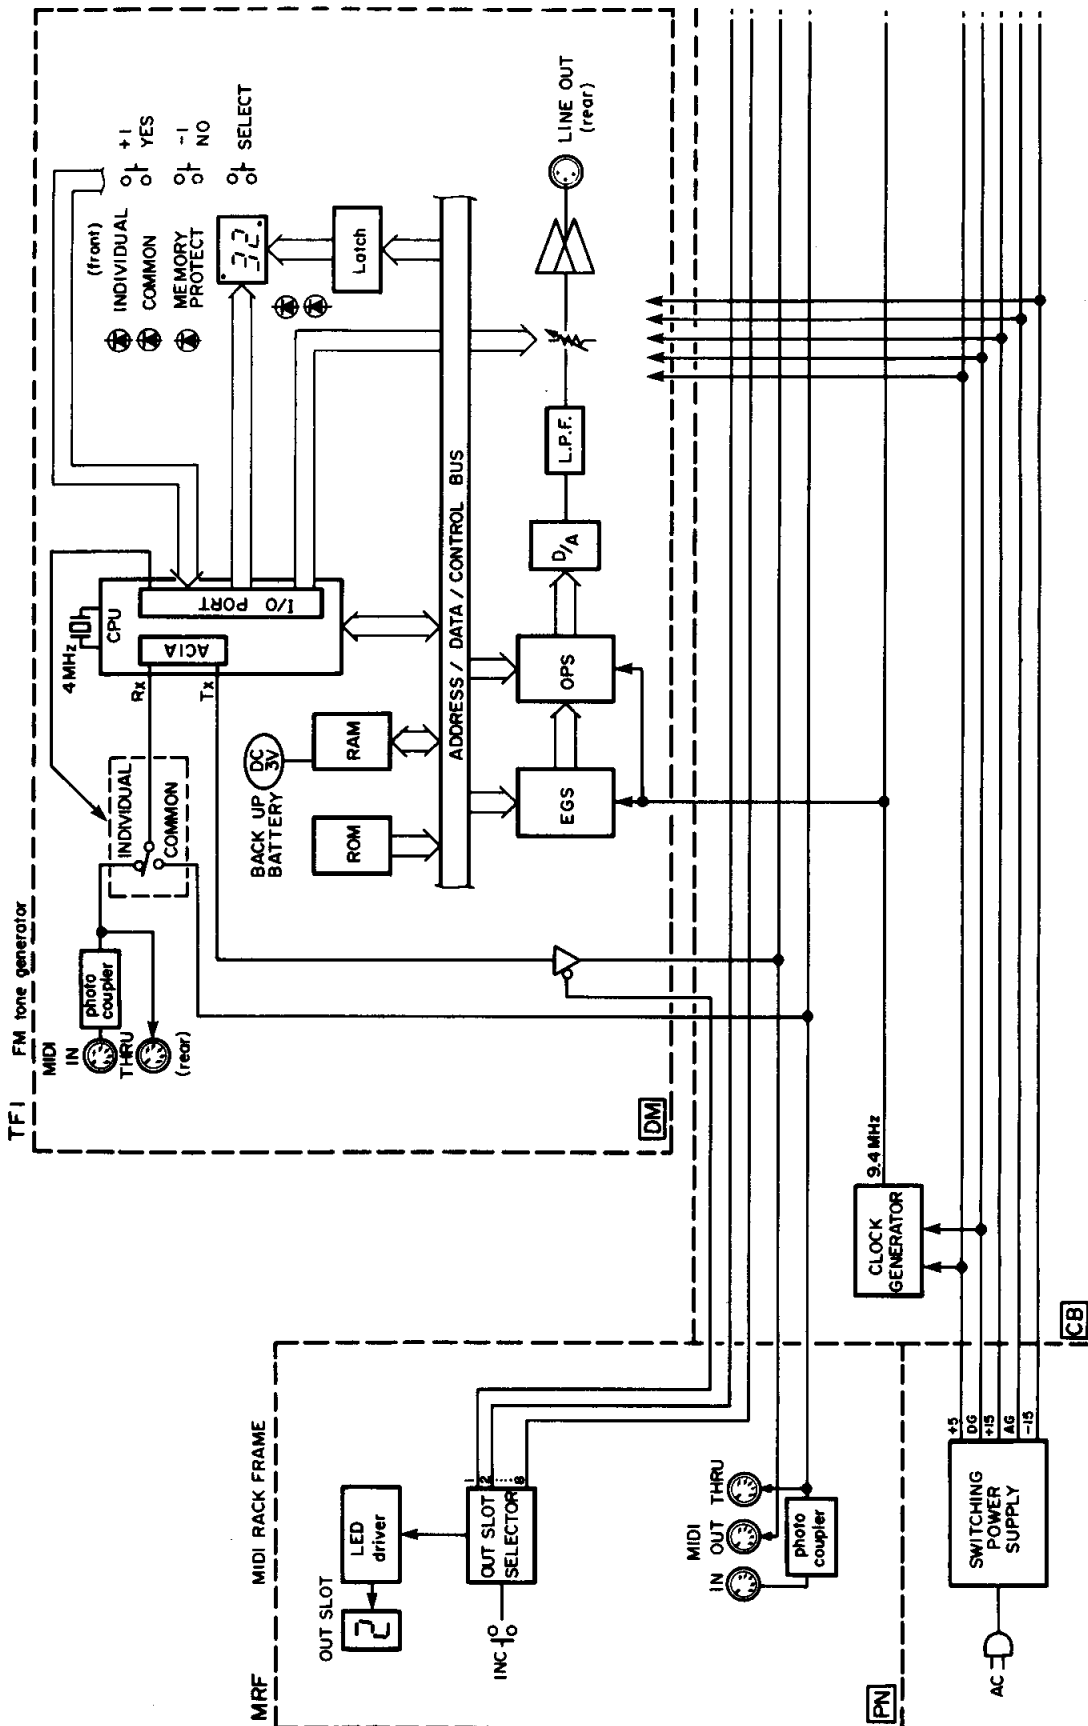 TF1 FM tone generator
MIDI
IN
THRU
(rear)
photo
coupler
INDIVIDUAL
COMMON
4MHz
CPU
ACIA
Rx
Tx
I/O PORT
(front)
INDIVIDUAL
COMMON
MEMORY
PROTECT
+1
YES
-1
NO
SELECT
32
Latch
BACK UP
BATTERY
DC
3V
ROM
RAM
ADDRESS / DATA / CONTROL BUS
EGS
OPS
D/A
L.P.F.
LINE OUT
(rear)
DM
MRF MIDI RACK FRAME
OUT SLOT
2
LED
driver
INC
OUT SLOT
SELECTOR
1
2
8
MIDI
IN OUT THRU
photo
coupler
PN
CLOCK
GENERATOR
9.4MHz
AC
SWITCHING
POWER
SUPPLY
+5
DG
+15
AG
-15
CB